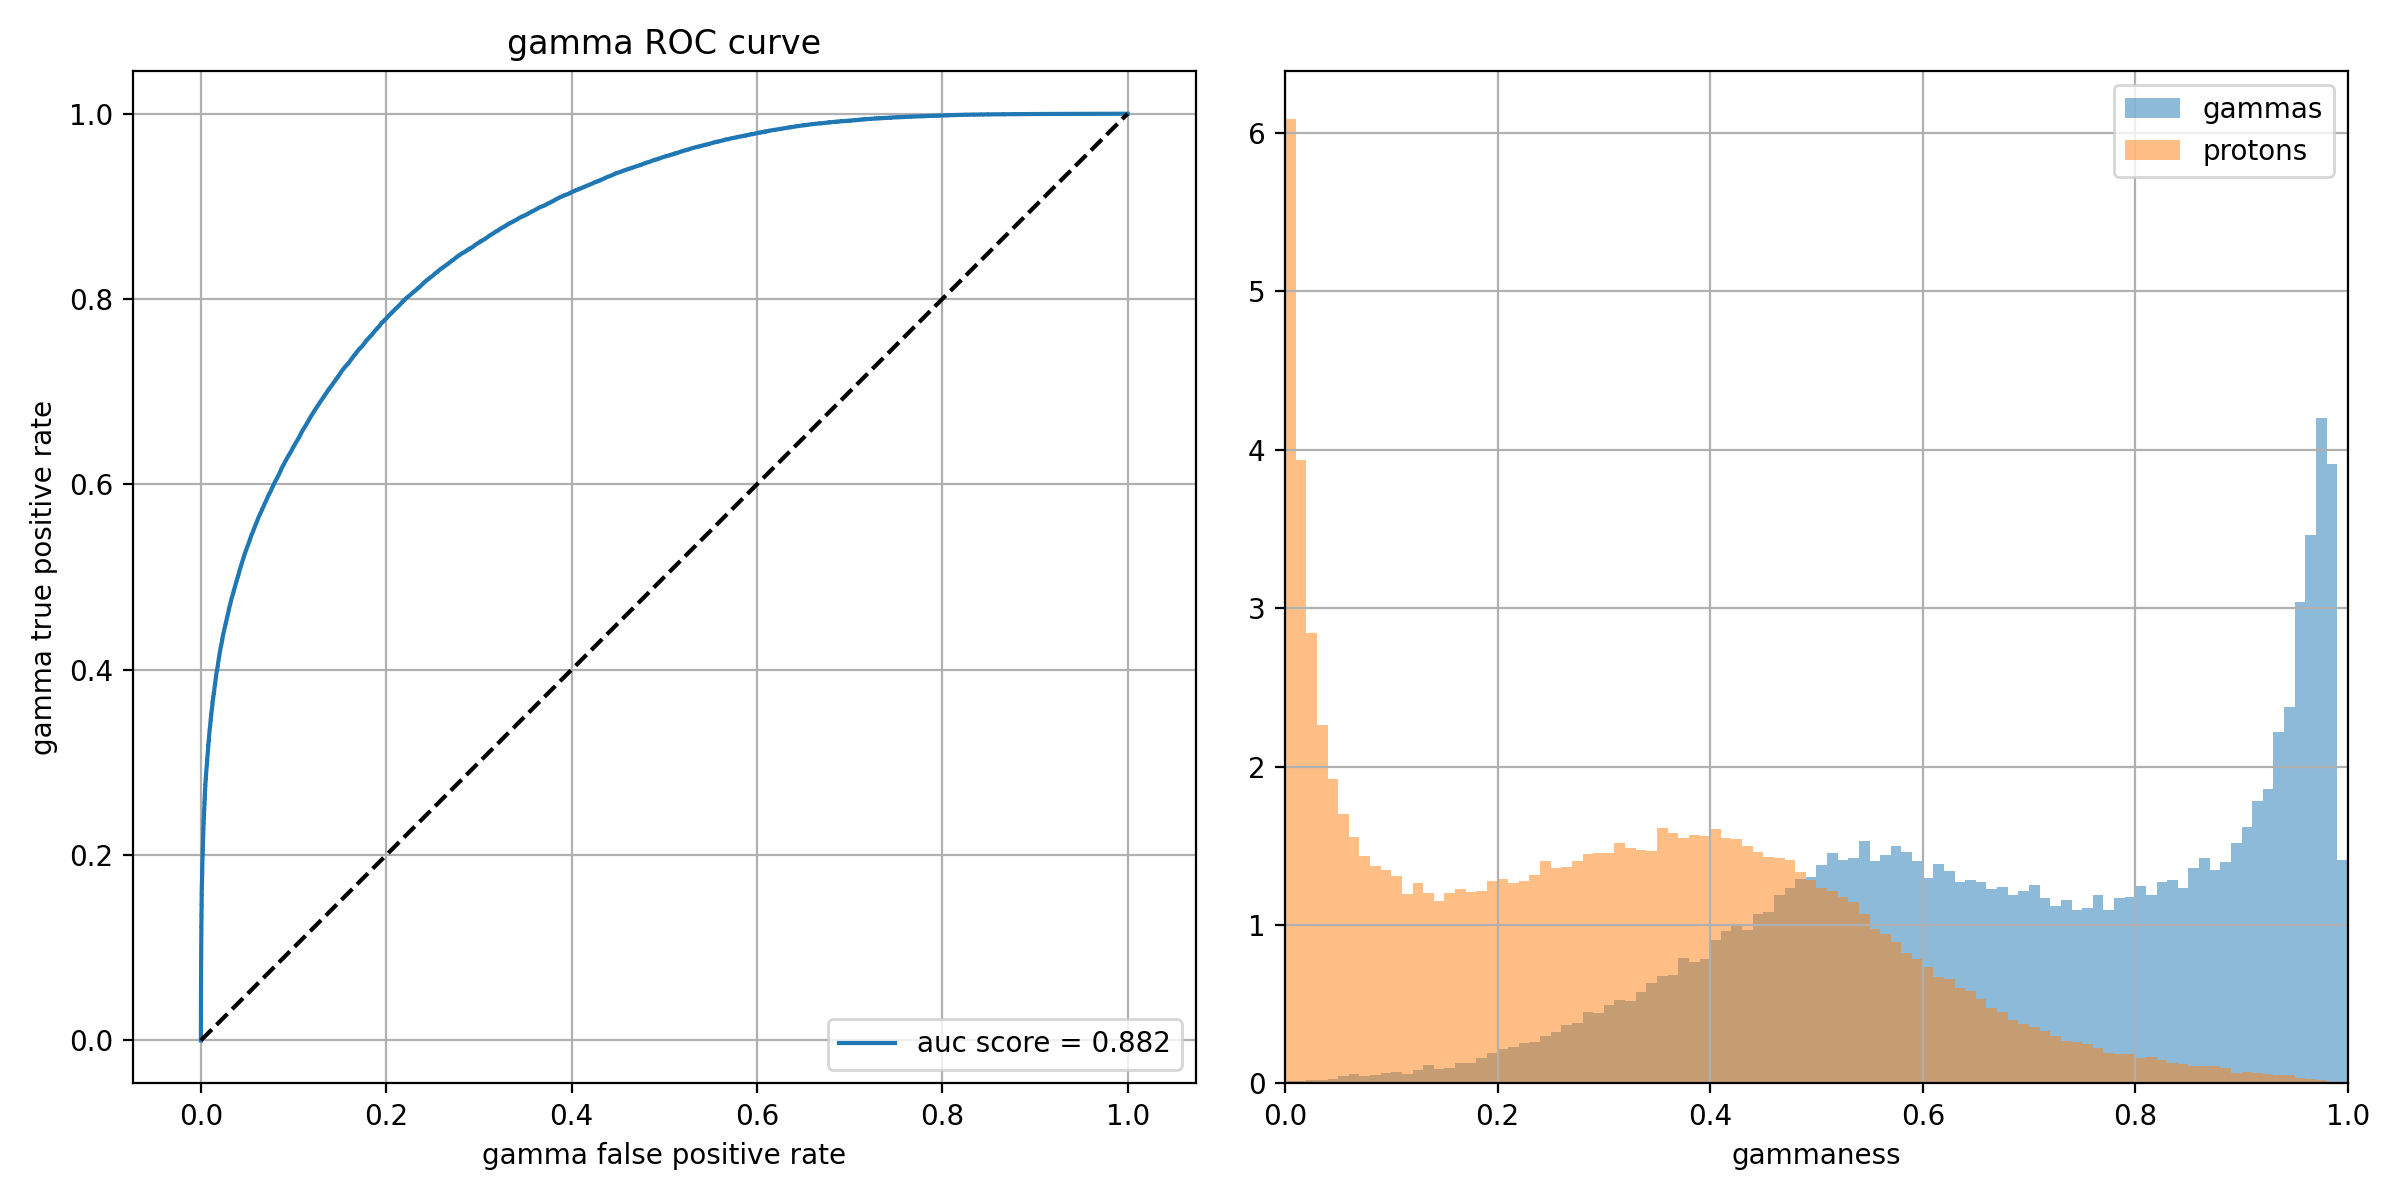 gamma ROC curve
gamma true positive rate
1.0
0.8
0.6
0.4
0.2
0.0
0.0 0.2 0.4 0.6 0.8 1.0
gamma false positive rate
auc score = 0.882
gammas
protons
6
5
4
3
2
1
0
0.0 0.2 0.4 0.6 0.8 1.0
gammaness